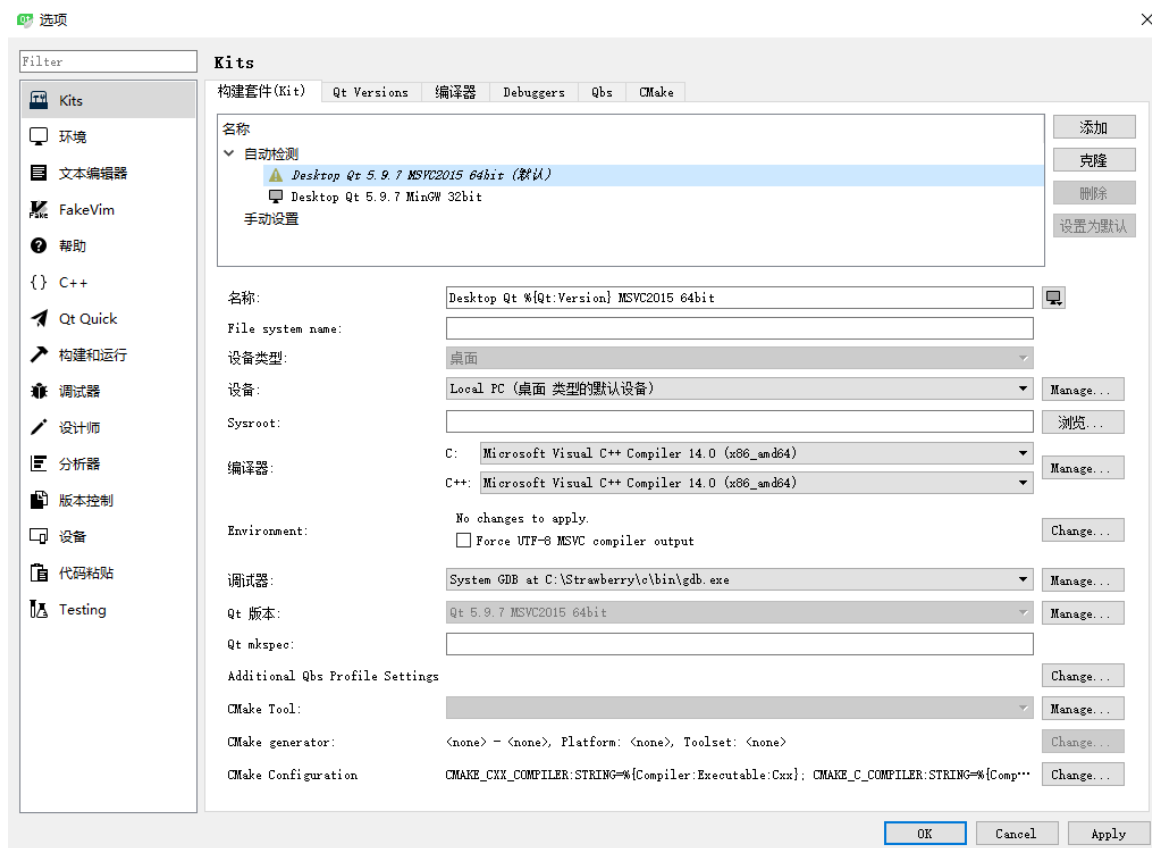 选项
Filter
Kits
环境
文本编辑器
FakeVim
帮助
{} C++
Qt Quick
构建和运行
调试器
设计师
分析器
版本控制
设备
代码粘贴
Testing
Kits
构建套件(Kit) Qt Versions 编译器 Debuggers Qbs CMake
名称
自动检测
Desktop Qt 5.9.7 MSVC2015 64bit (默认)
Desktop Qt 5.9.7 MinGW 32bit
手动设置
添加
克隆
删除
设置为默认
名称: Desktop Qt %{Qt:Version} MSVC2015 64bit
File system name:
设备类型: 桌面
设备: Local PC (桌面 类型的默认设备) Manage...
Sysroot: 浏览...
编译器: C: Microsoft Visual C++ Compiler 14.0 (x86_amd64)
C++: Microsoft Visual C++ Compiler 14.0 (x86_amd64) Manage...
Environment: No changes to apply. Change...
Force UTF-8 MSVC compiler output
调试器: System GDB at C:\Strawberry\c\bin\gdb.exe Manage...
Qt 版本: Qt 5.9.7 MSVC2015 64bit Manage...
Qt mkspec:
Additional Qbs Profile Settings Change...
CMake Tool: Manage...
CMake generator: <none> - <none>, Platform: <none>, Toolset: <none> Change...
CMake Configuration CMAKE_CXX_COMPILER:STRING=%{Compiler:Executable:Cxx}; CMAKE_C_COMPILER:STRING=%{Comp... Change...
OK Cancel Apply